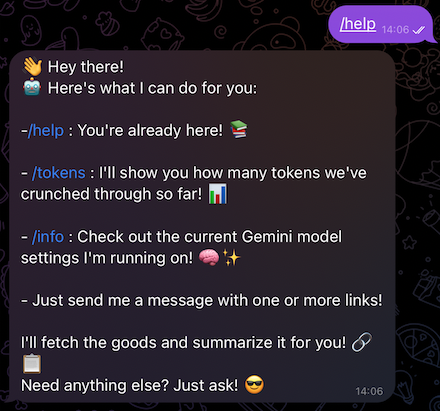 /help 14:06
👋 Hey there!
🤖 Here's what I can do for you:
-/help : You're already here! 📚
- /tokens : I'll show you how many tokens we've
crunched through so far! 📊
- /info : Check out the current Gemini model
settings I'm running on! 🧠✨
- Just send me a message with one or more links!
I'll fetch the goods and summarize it for you! 🔗
📋
Need anything else? Just ask! 😎
14:06